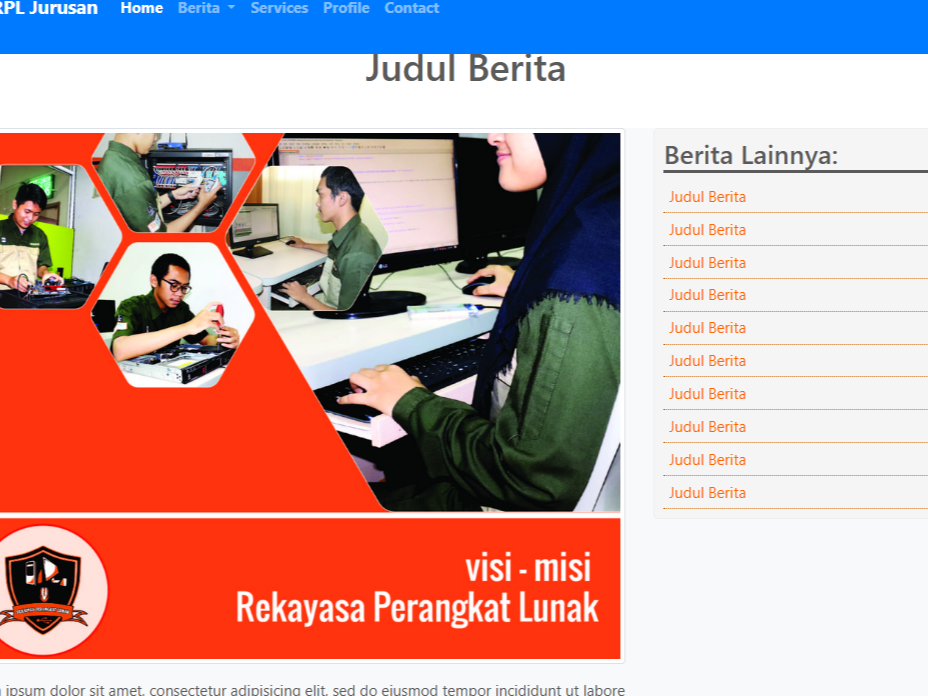 RPL Jurusan Home Berita Services Profile Contact
Judul Berita
visi - misi
Rekayasa Perangkat Lunak
ipsum dolor sit amet, consectetur adipisicing elit, sed do eiusmod tempor incididunt ut labore
Berita Lainnya:
Judul Berita
Judul Berita
Judul Berita
Judul Berita
Judul Berita
Judul Berita
Judul Berita
Judul Berita
Judul Berita
Judul Berita